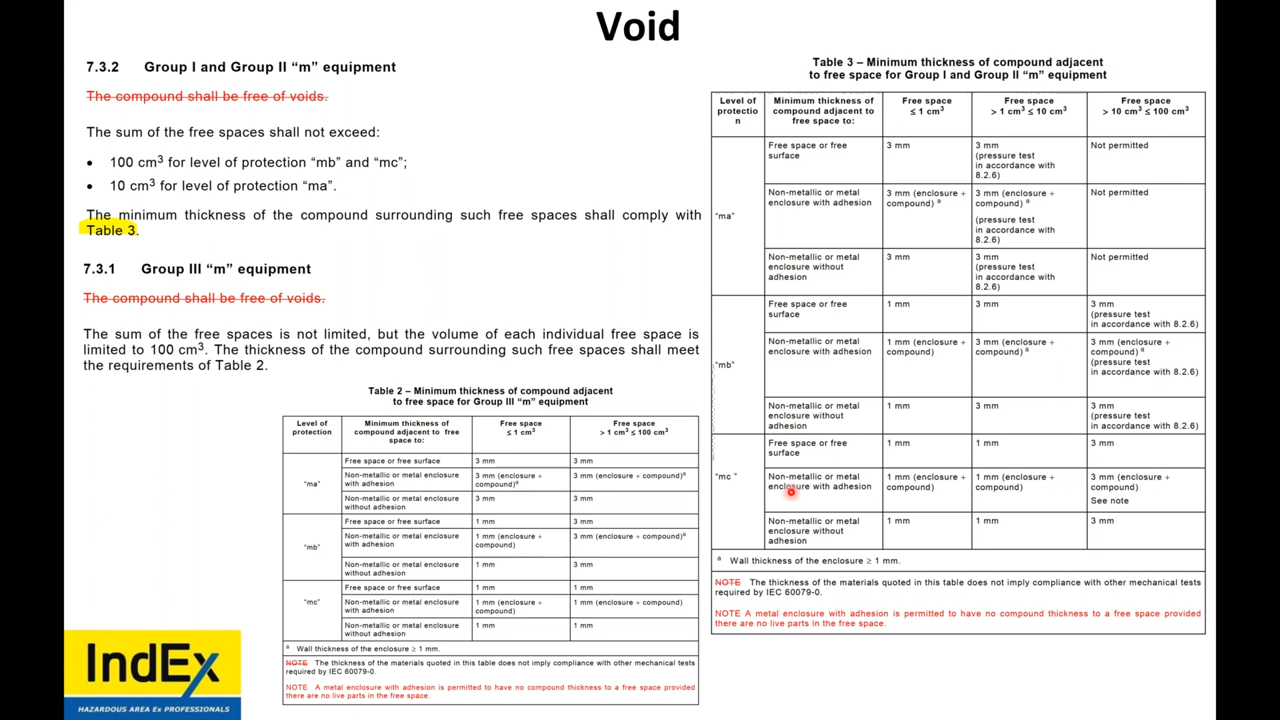 Void
7.3.2 Group I and Group II “m” equipment
The compound shall be free of voids.
The sum of the free spaces shall not exceed:
• 100 cm³ for level of protection “mb” and “mc”;
• 10 cm³ for level of protection “ma”.
The minimum thickness of the compound surrounding such free spaces shall comply with
Table 3.
7.3.1 Group III “m” equipment
The compound shall be free of voids.
The sum of the free spaces is not limited, but the volume of each individual free space is
limited to 100 cm³. The thickness of the compound surrounding such free spaces shall meet
the requirements of Table 2.
Table 2 – Minimum thickness of compound adjacent
to free space for Group III “m” equipment
Level of protection | Minimum thickness of compound adjacent to free space to: | Free space ≤ 1 cm³ | Free space > 1 cm³ ≤ 100 cm³
“ma” | Free space or free surface | 3 mm | 3 mm
Non-metallic or metal enclosure with adhesion | 3 mm (enclosure + compound)ª | 3 mm (enclosure + compound)ª
Non-metallic or metal enclosure without adhesion | 3 mm | 3 mm
“mb” | Free space or free surface | 1 mm | 3 mm
Non-metallic or metal enclosure with adhesion | 1 mm (enclosure + compound) | 3 mm (enclosure + compound)ª
Non-metallic or metal enclosure without adhesion | 1 mm | 3 mm
“mc” | Free space or free surface | 1 mm | 1 mm
Non-metallic or metal enclosure with adhesion | 1 mm (enclosure + compound) | 1 mm (enclosure + compound)
Non-metallic or metal enclosure without adhesion | 1 mm | 1 mm
ª Wall thickness of the enclosure ≥ 1 mm.
NOTE The thickness of the materials quoted in this table does not imply compliance with other mechanical tests
required by IEC 60079-0.
NOTE A metal enclosure with adhesion is permitted to have no compound thickness to a free space provided
there are no live parts in the free space.
Table 3 – Minimum thickness of compound adjacent
to free space for Group I and Group II “m” equipment
Level of protectio n | Minimum thickness of compound adjacent to free space to: | Free space ≤ 1 cm³ | Free space > 1 cm³ ≤ 10 cm³ | Free space > 10 cm³ ≤ 100 cm³
“ma” | Free space or free surface | 3 mm | 3 mm (pressure test in accordance with 8.2.6) | Not permitted
Non-metallic or metal enclosure with adhesion | 3 mm (enclosure + compound) ª | 3 mm (enclosure + compound) ª (pressure test in accordance with 8.2.6) | Not permitted
Non-metallic or metal enclosure without adhesion | 3 mm | 3 mm (pressure test in accordance with 8.2.6) | Not permitted
“mb” | Free space or free surface | 1 mm | 3 mm | 3 mm (pressure test in accordance with 8.2.6)
Non-metallic or metal enclosure with adhesion | 1 mm (enclosure + compound) | 3 mm (enclosure + compound) ª | 3 mm (enclosure + compound) ª (pressure test in accordance with 8.2.6)
Non-metallic or metal enclosure without adhesion | 1 mm | 3 mm | 3 mm (pressure test in accordance with 8.2.6)
“mc ” | Free space or free surface | 1 mm | 1 mm | 3 mm
Non-metallic or metal enclosure with adhesion | 1 mm (enclosure + compound) | 1 mm (enclosure + compound) | 3 mm (enclosure + compound) See note
Non-metallic or metal enclosure without adhesion | 1 mm | 1 mm | 3 mm
ª Wall thickness of the enclosure ≥ 1 mm.
NOTE The thickness of the materials quoted in this table does not imply compliance with other mechanical tests
required by IEC 60079-0.
NOTE A metal enclosure with adhesion is permitted to have no compound thickness to a free space provided
there are no live parts in the free space.
IndEx
HAZARDOUS AREA Ex PROFESSIONALS